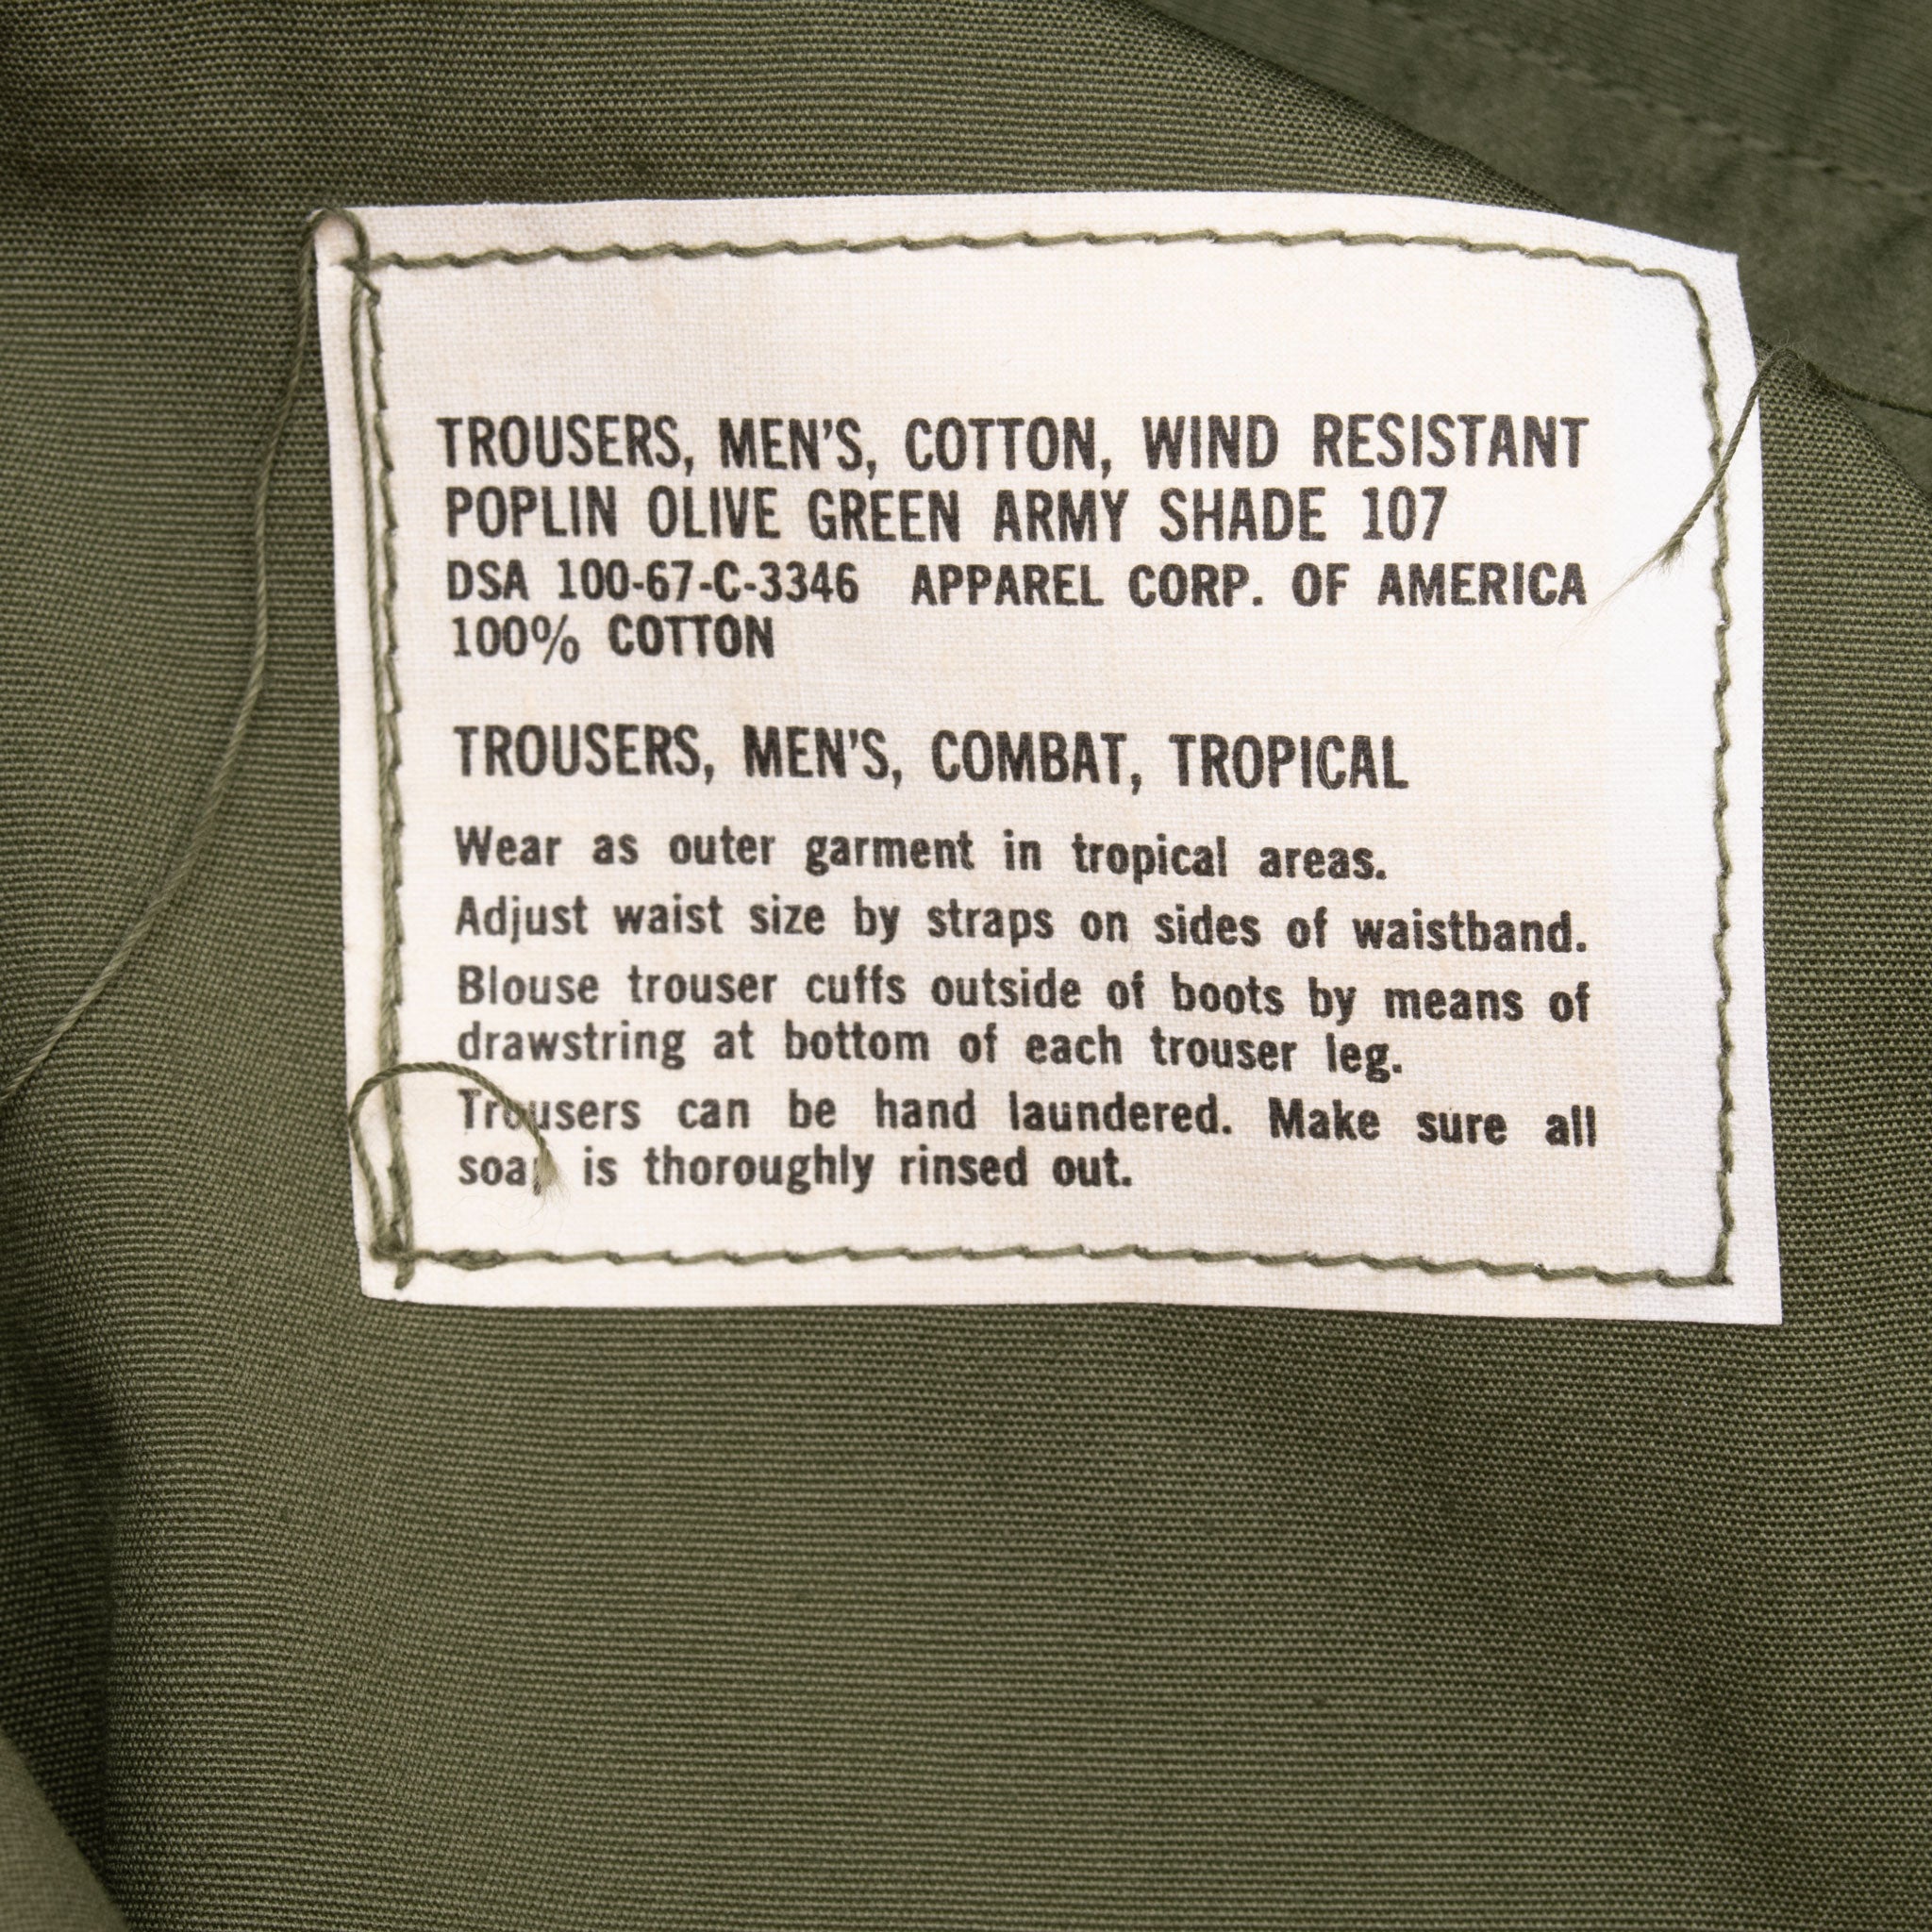 TROUSERS, MEN'S, COTTON, WIND RESISTANT
POPLIN OLIVE GREEN ARMY SHADE 107
DSA 100-67-C-3346 APPAREL CORP. OF AMERICA
100% COTTON
TROUSERS, MEN'S, COMBAT, TROPICAL
Wear as outer garment in tropical areas.
Adjust waist size by straps on sides of waistband.
Blouse trouser cuffs outside of boots by means of
drawstring at bottom of each trouser leg.
Trousers can be hand laundered. Make sure all
soap is thoroughly rinsed out.